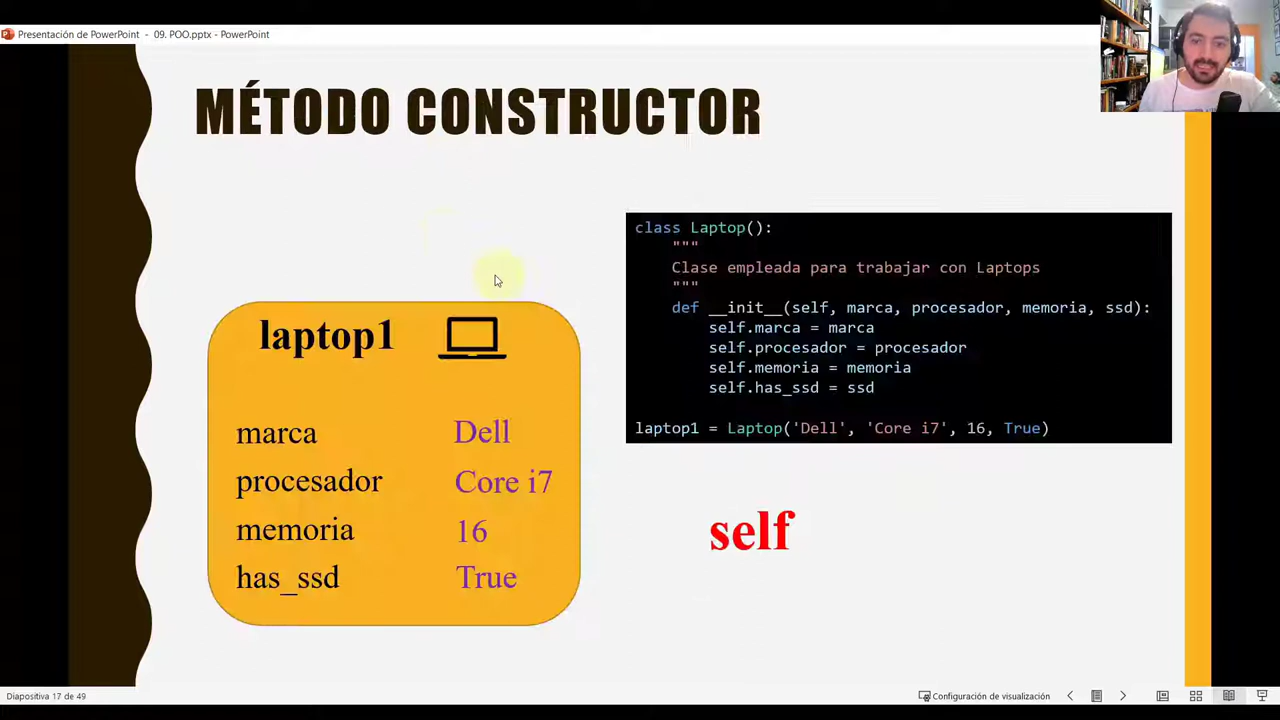 Presentación de PowerPoint - 09. POO.pptx - PowerPoint
MÉTODO CONSTRUCTOR
laptop1
marca Dell
procesador Core i7
memoria 16
has_ssd True
class Laptop():
"""
Clase empleada para trabajar con Laptops
"""
def __init__(self, marca, procesador, memoria, ssd):
self.marca = marca
self.procesador = procesador
self.memoria = memoria
self.has_ssd = ssd
laptop1 = Laptop('Dell', 'Core i7', 16, True)
self
Diapositiva 17 de 49
Configuración de visualización